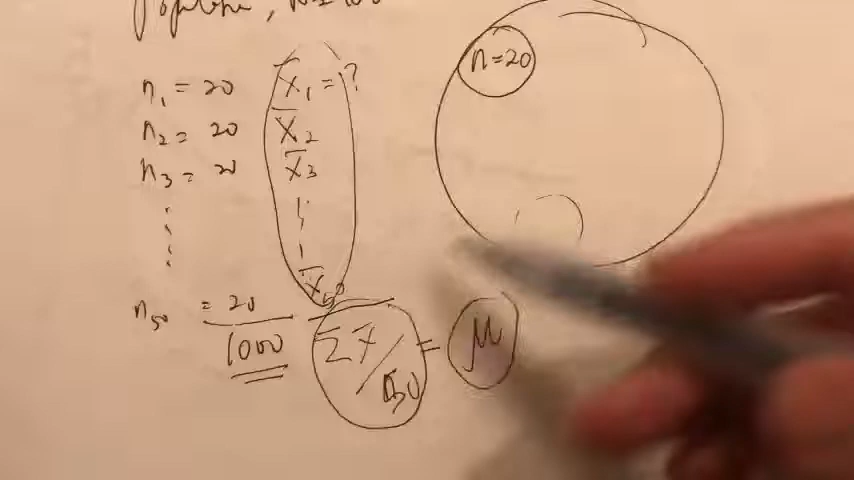 n=20
n₁ = 20 X̄₁ = ?
n₂ = 20 X̄₂
n₃ = 20 X̄₃
n₅₀ = 20 X̄₅₀
1000 ΣX̄/50 = M